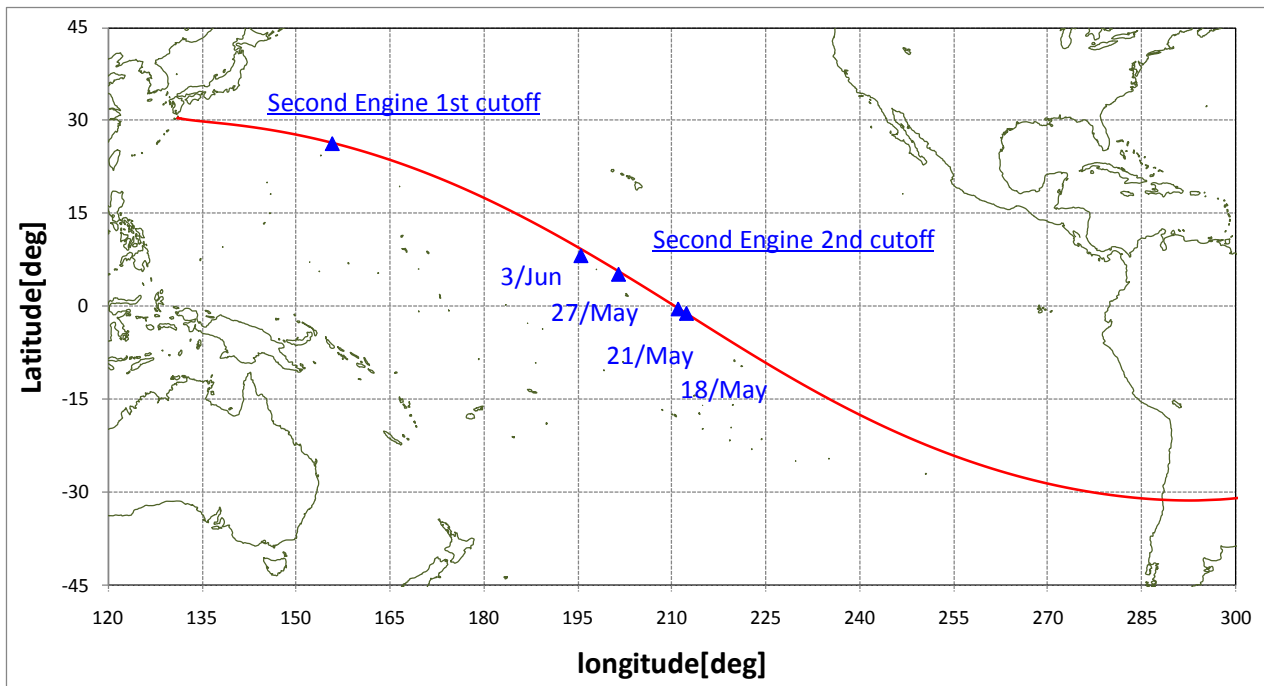 45
30
15
0
-15
-30
-45
Latitude[deg]
Second Engine 1st cutoff
Second Engine 2nd cutoff
3/Jun
27/May
21/May
18/May
120 135 150 165 180 195 210 225 240 255 270 285 300
longitude[deg]